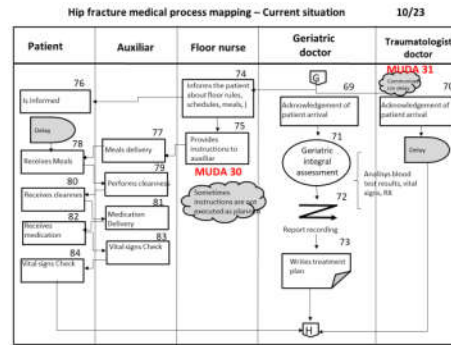 Hip fracture medical process mapping – Current situation 10/23
Patient
Auxiliar
Floor nurse
Geriatric
doctor
Traumatologist
doctor
MUDA 31
G
74
69
70
76
Informs the patient
about floor rules,
schedules, meals, )
Is Informed
Acknowledgement of
patient arrival
Acknowledgement of
patient arrival
Delay
77
75
71
78
Meals delivery
Provides
instructions to
auxiliar
Delay
Receives Meals
79
MUDA 30
Geriatric
integral
assessment
80
Performs cleanness
Analisys blood
test results, vital
signs, RX
Receives cleannes
81
Sometimes
instructions are not
executed as planned
72
82
Medication
Delivery
Receives
medication
83
Report recording
73
84
Vital signs Check
Writes treatment
plan
Vital signs Check
H